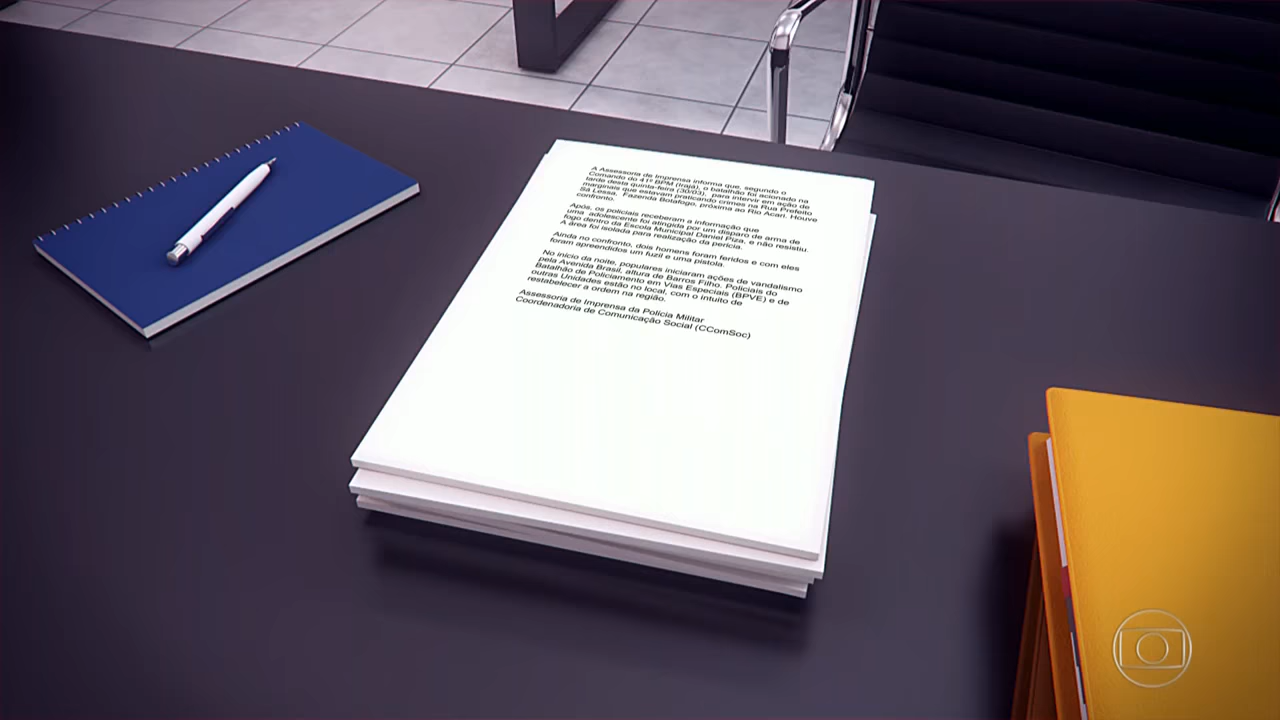 A Assessoria de Imprensa informa que, segundo o
Comando do 41º BPM (Irajá), o batalhão foi acionado na
tarde desta quinta-feira (30/03), para intervir em ação de
marginais que estavam praticando crimes na Rua Prefeito
Sá Lessa, Fazenda Botafogo, próxima ao Rio Acari. Houve
confronto.
Após, os policiais receberam a informação que
uma adolescente foi atingida por um disparo de arma de
fogo dentro da Escola Municipal Daniel Piza, e não resistiu.
A área foi isolada para realização da perícia.
Ainda no confronto, dois homens foram feridos e com eles
foram apreendidos um fuzil e uma pistola.
No início da noite, populares iniciaram ações de vandalismo
pela Avenida Brasil, altura de Barros Filho. Policiais do
Batalhão de Policiamento em Vias Especiais (BPVE) e de
outras Unidades estão no local, com o intuito de
restabelecer a ordem na região.
Assessoria de Imprensa da Polícia Militar
Coordenadoria de Comunicação Social (CComSoc)